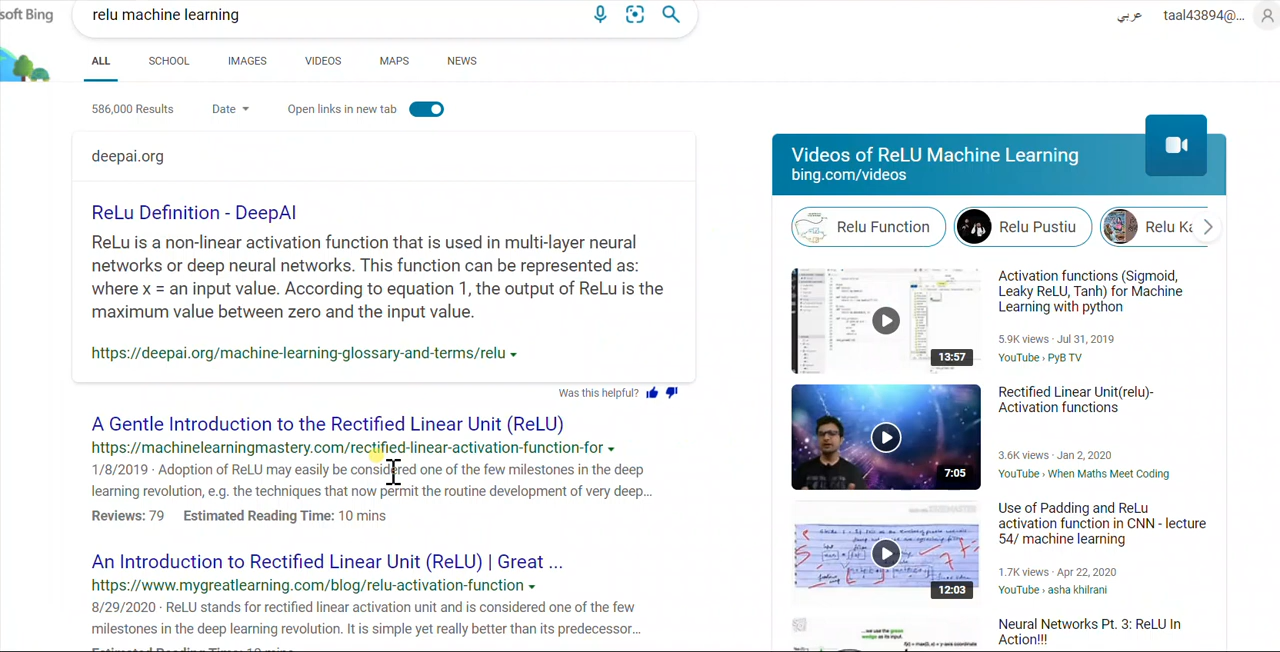 soft Bing
relu machine learning
عربي
taal43894@...
ALL
SCHOOL
IMAGES
VIDEOS
MAPS
NEWS
586,000 Results
Date
Open links in new tab
deepai.org
ReLu Definition - DeepAI
ReLu is a non-linear activation function that is used in multi-layer neural
networks or deep neural networks. This function can be represented as:
where x = an input value. According to equation 1, the output of ReLu is the
maximum value between zero and the input value.
https://deepai.org/machine-learning-glossary-and-terms/relu
Was this helpful?
A Gentle Introduction to the Rectified Linear Unit (ReLU)
https://machinelearningmastery.com/rectified-linear-activation-function-for
1/8/2019 · Adoption of ReLU may easily be considered one of the few milestones in the deep
learning revolution, e.g. the techniques that now permit the routine development of very deep...
Reviews: 79 Estimated Reading Time: 10 mins
An Introduction to Rectified Linear Unit (ReLU) | Great ...
https://www.mygreatlearning.com/blog/relu-activation-function
8/29/2020 · ReLU stands for rectified linear activation unit and is considered one of the few
milestones in the deep learning revolution. It is simple yet really better than its predecessor...
Videos of ReLU Machine Learning
bing.com/videos
Relu Function
Relu Pustiu
Relu Ka
Activation functions (Sigmoid,
Leaky ReLU, Tanh) for Machine
Learning with python
13:57
5.9K views · Jul 31, 2019
YouTube › PyB TV
Rectified Linear Unit(relu)-
Activation functions
7:05
3.6K views · Jan 2, 2020
YouTube › When Maths Meet Coding
Use of Padding and ReLu
activation function in CNN - lecture
54/ machine learning
12:03
1.7K views · Apr 22, 2020
YouTube › asha khilrani
Neural Networks Pt. 3: ReLU In
Action!!!
...we use the green